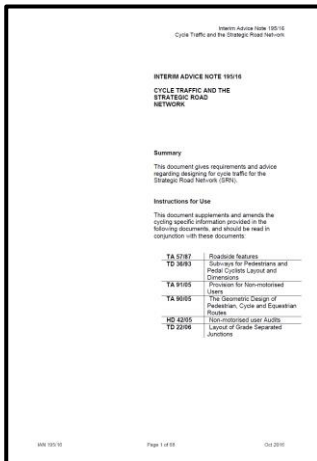 Interim Advice Note 195/16
Cycle Traffic and the Strategic Road Network
INTERIM ADVICE NOTE 195/16
CYCLE TRAFFIC AND THE
STRATEGIC ROAD
NETWORK
Summary
This document gives requirements and advice
regarding designing for cycle traffic for the
Strategic Road Network (SRN).
Instructions for Use
This document supplements and amends the
cycling specific information provided in the
following documents, and should be read in
conjunction with these documents:
TA 57/87 Roadside features
TD 36/93 Subways for Pedestrians and
Pedal Cyclists Layout and
Dimensions
TA 91/05 Provision for Non-motorised
Users
TA 90/05 The Geometric Design of
Pedestrian, Cycle and Equestrian
Routes
HD 42/05 Non-motorised user Audits
TD 22/06 Layout of Grade Separated
Junctions
IAN 195/16 Page 1 of 58 Oct 2016